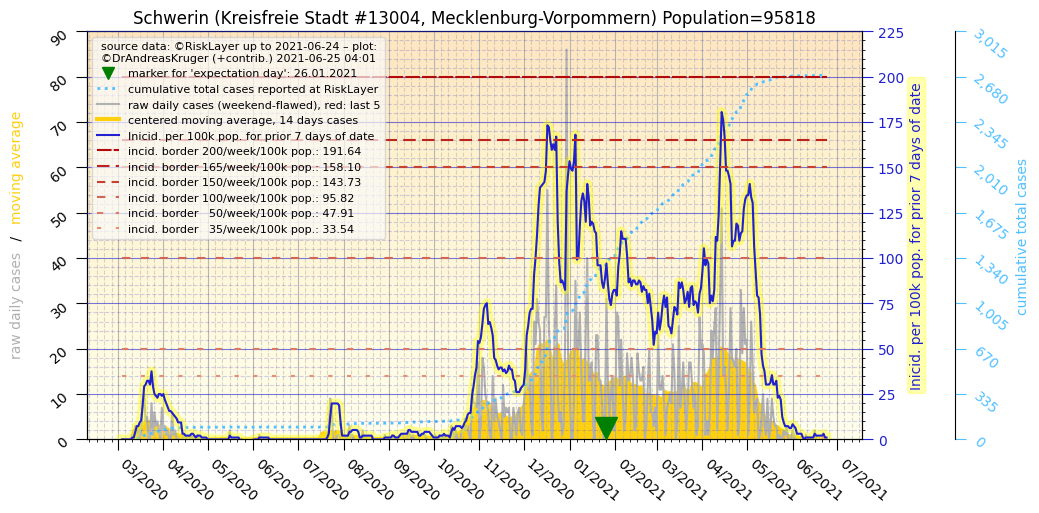 Schwerin (Kreisfreie Stadt #13004, Mecklenburg-Vorpommern) Population=95818
source data: ©RiskLayer up to 2021-06-24 – plot:
©DrAndreasKruger (+contrib.) 2021-06-25 04:01
marker for 'expectation day': 26.01.2021
cumulative total cases reported at RiskLayer
raw daily cases (weekend-flawed), red: last 5
centered moving average, 14 days cases
Inicid. per 100k pop. for prior 7 days of date
incid. border 200/week/100k pop.: 191.64
incid. border 165/week/100k pop.: 158.10
incid. border 150/week/100k pop.: 143.73
incid. border 100/week/100k pop.: 95.82
incid. border   50/week/100k pop.: 47.91
incid. border   35/week/100k pop.: 33.54
raw daily cases   /   moving average
90
80
70
60
50
40
30
20
10
0
03/2020
04/2020
05/2020
06/2020
07/2020
08/2020
09/2020
10/2020
11/2020
12/2020
01/2021
02/2021
03/2021
04/2021
05/2021
06/2021
07/2021
225
200
175
150
125
100
75
50
25
0
Inicid. per 100k pop. for prior 7 days of date
3,015
2,680
2,345
2,010
1,675
1,340
1,005
670
335
0
cumulative total cases